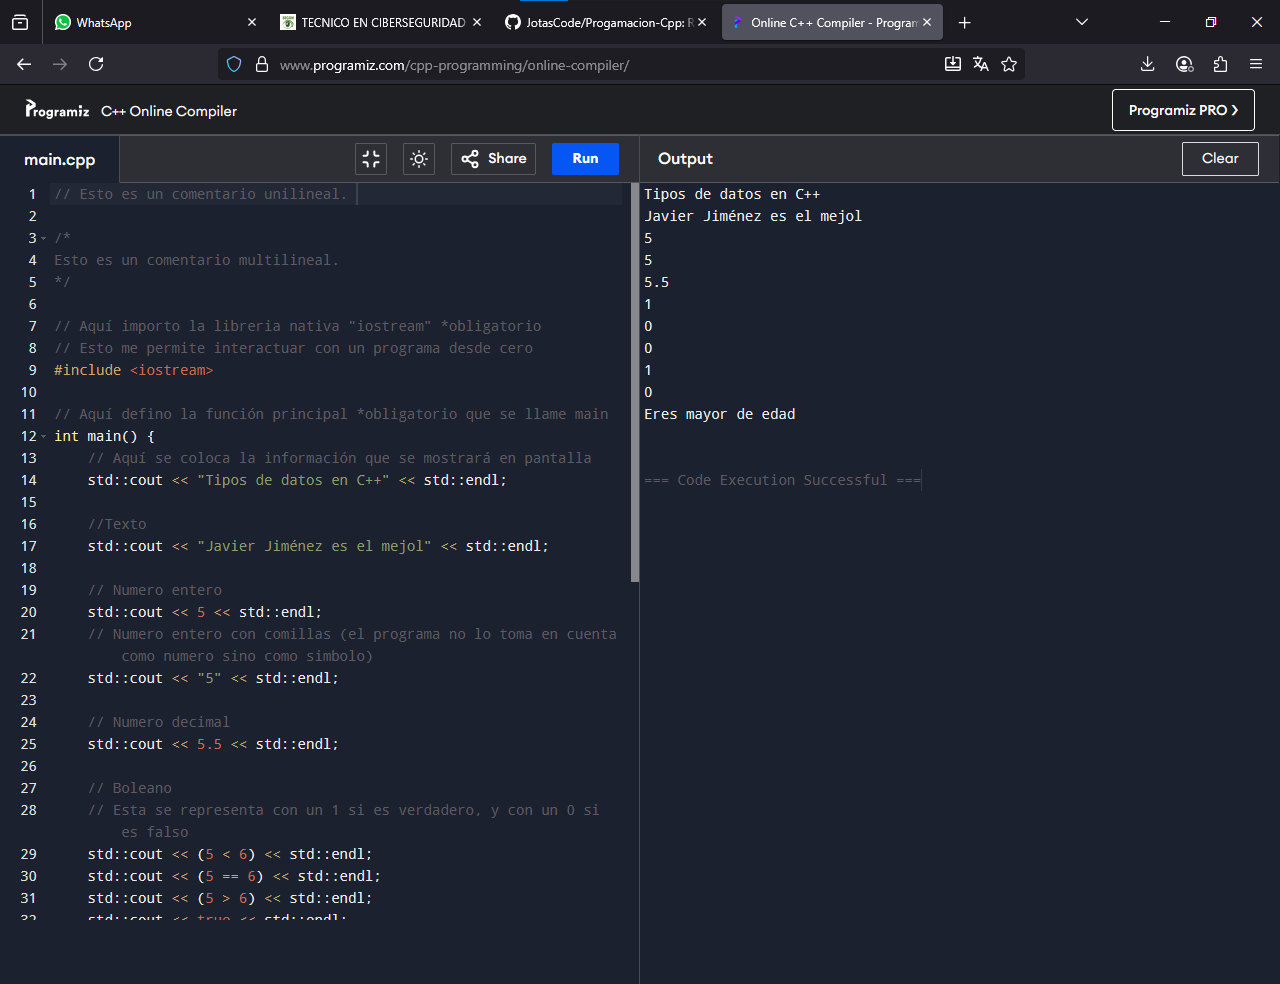 WhatsApp
TECNICO EN CIBERSEGURIDAD
JotasCode/Progamacion-Cpp: R
Online C++ Compiler - Program
www.programiz.com/cpp-programming/online-compiler/
Programiz C++ Online Compiler
Programiz PRO ❯
main.cpp
Share
Run
Output
Clear
1 // Esto es un comentario unilineal.
2
3 /*
4 Esto es un comentario multilineal.
5 */
6
7 // Aquí importo la libreria nativa "iostream" *obligatorio
8 // Esto me permite interactuar con un programa desde cero
9 #include <iostream>
10
11 // Aquí defino la función principal *obligatorio que se llame main
12 int main() {
13 // Aquí se coloca la información que se mostrará en pantalla
14 std::cout << "Tipos de datos en C++" << std::endl;
15
16 //Texto
17 std::cout << "Javier Jiménez es el mejol" << std::endl;
18
19 // Numero entero
20 std::cout << 5 << std::endl;
21 // Numero entero con comillas (el programa no lo toma en cuenta
como numero sino como simbolo)
22 std::cout << "5" << std::endl;
23
24 // Numero decimal
25 std::cout << 5.5 << std::endl;
26
27 // Boleano
28 // Esta se representa con un 1 si es verdadero, y con un 0 si
es falso
29 std::cout << (5 < 6) << std::endl;
30 std::cout << (5 == 6) << std::endl;
31 std::cout << (5 > 6) << std::endl;
32 std::cout << true << std::endl;
Tipos de datos en C++
Javier Jiménez es el mejol
5
5
5.5
1
0
0
1
0
Eres mayor de edad
=== Code Execution Successful ===